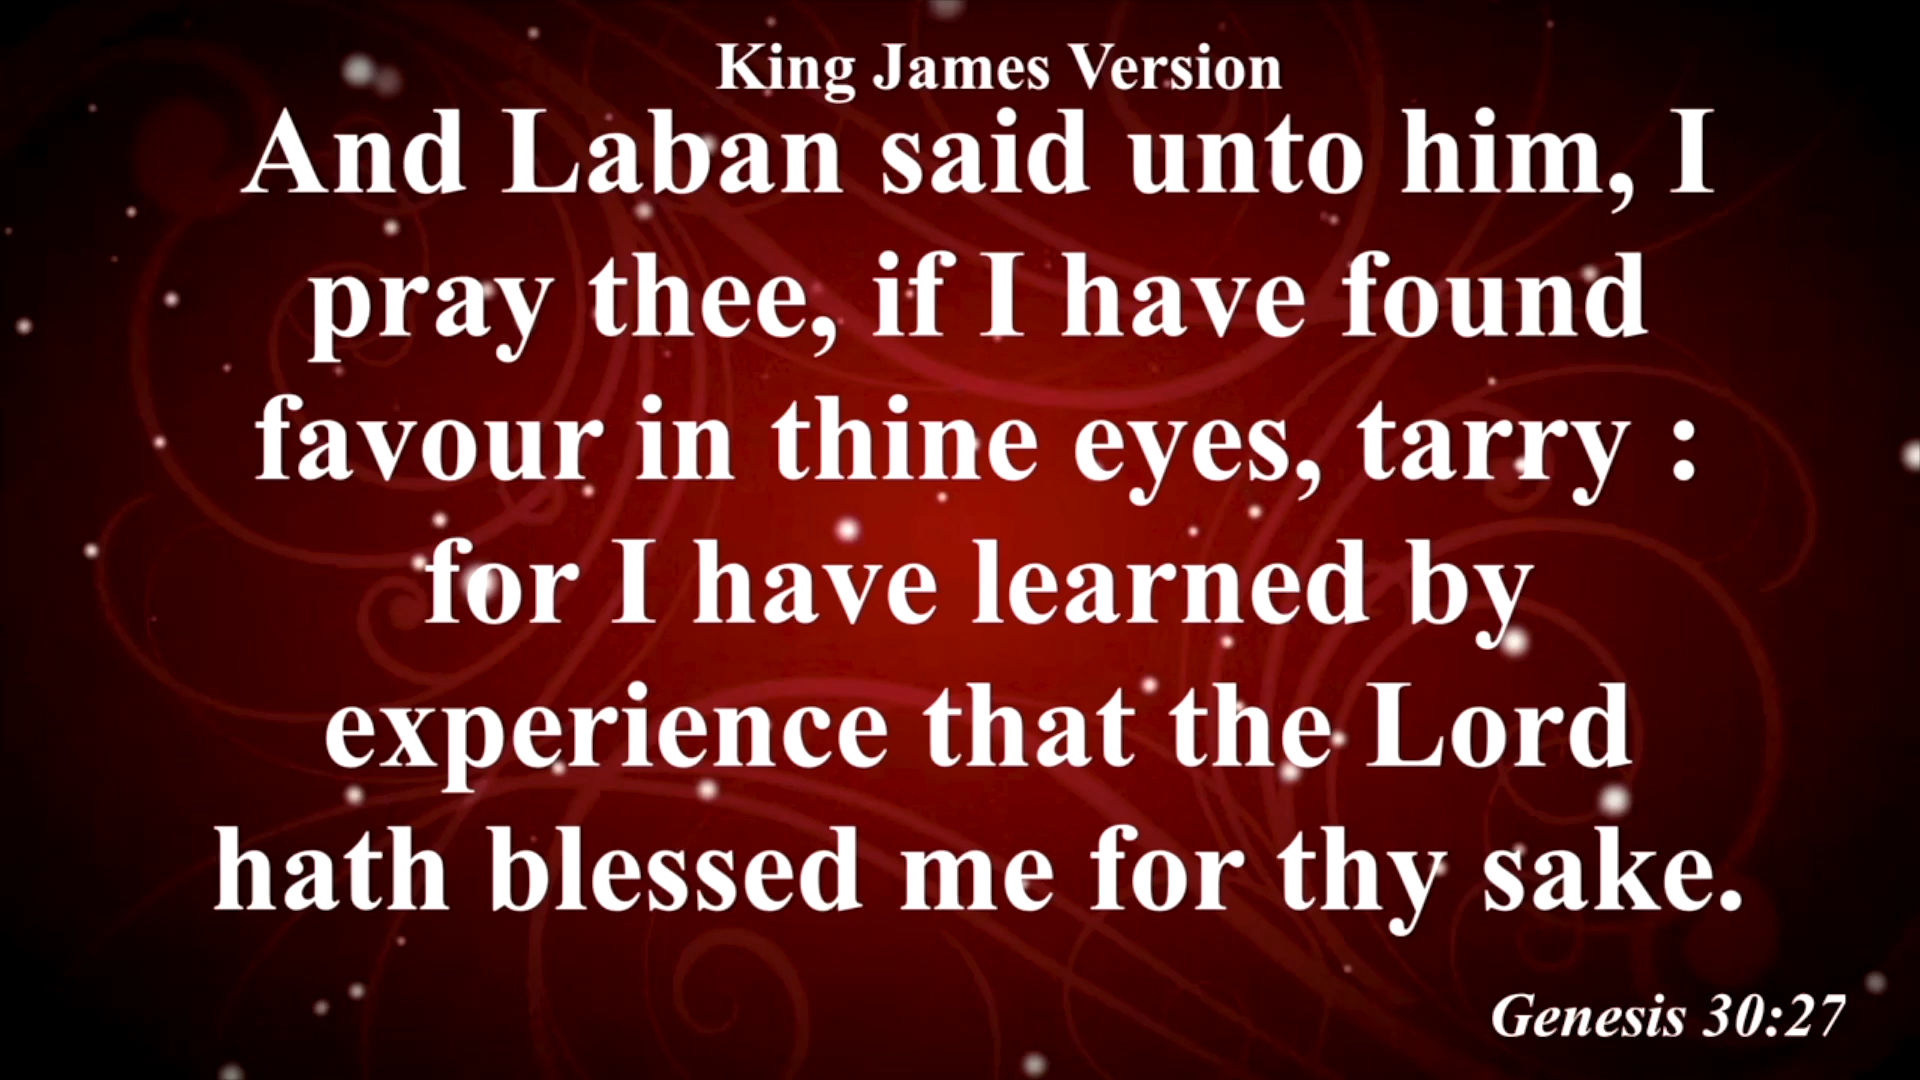 King James Version
And Laban said unto him, I
pray thee, if I have found
favour in thine eyes, tarry :
for I have learned by
experience that the Lord
hath blessed me for thy sake.
Genesis 30:27